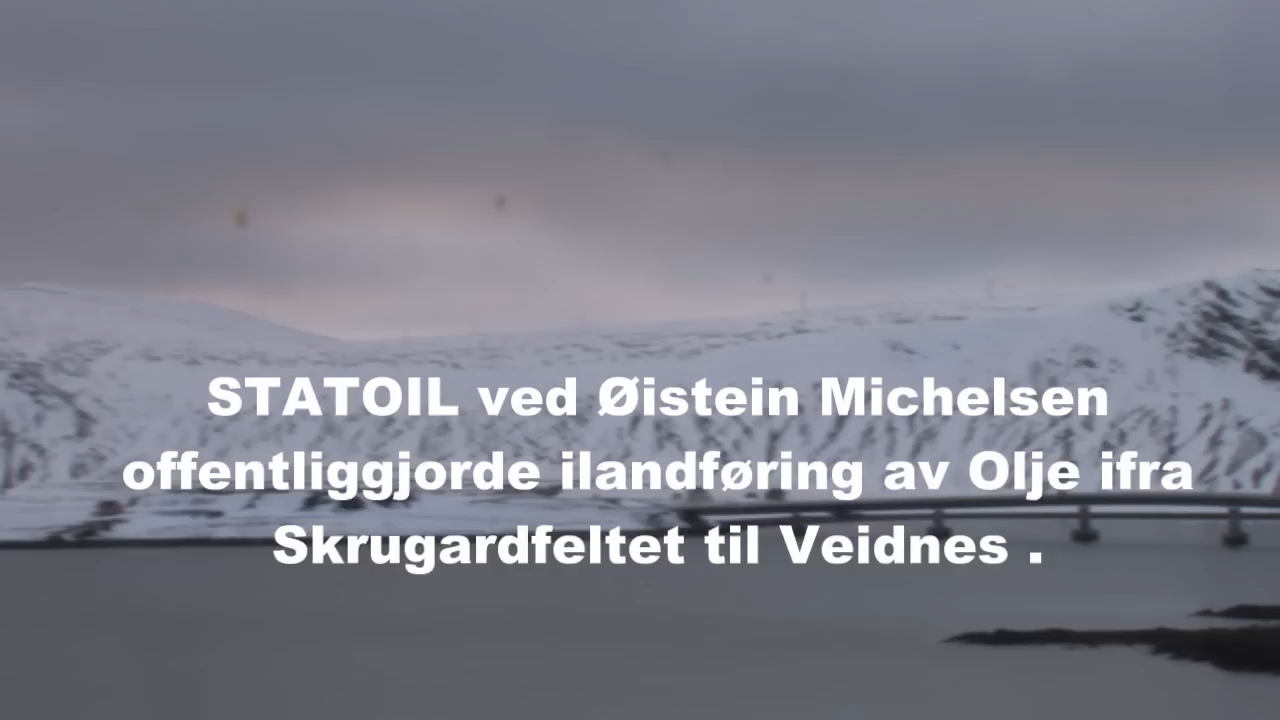 STATOIL ved Øistein Michelsen
offentliggjorde ilandføring av Olje ifra
Skrugardfeltet til Veidnes .